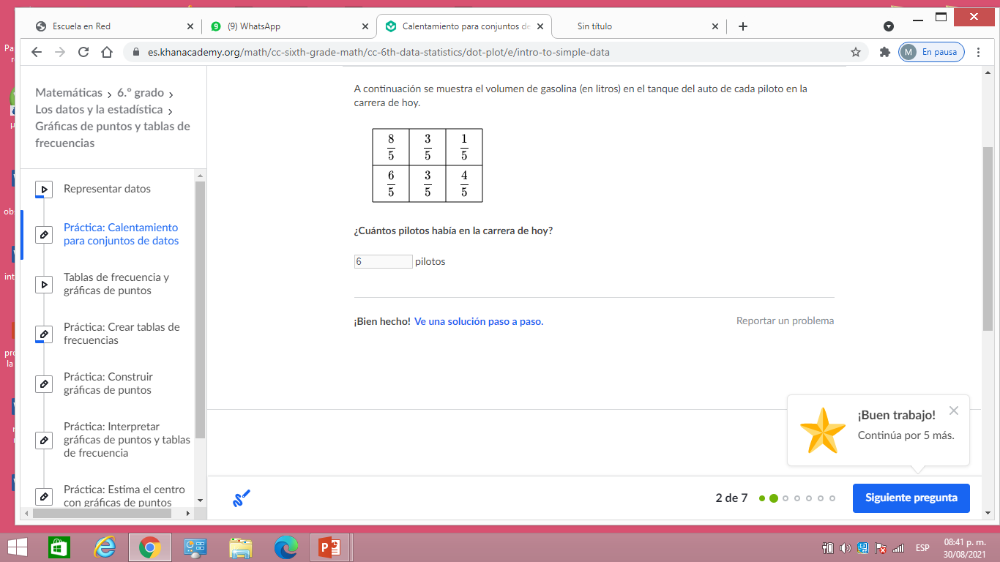 Escuela en Red
(9) WhatsApp
Calentamiento para conjuntos de
Sin título
es.khanacademy.org/math/cc-sixth-grade-math/cc-6th-data-statistics/dot-plot/e/intro-to-simple-data
M
En pausa
Matemáticas › 6.º grado ›
Los datos y la estadística ›
Gráficas de puntos y tablas de
frecuencias
Representar datos
Práctica: Calentamiento
para conjuntos de datos
Tablas de frecuencia y
gráficas de puntos
Práctica: Crear tablas de
frecuencias
Práctica: Construir
gráficas de puntos
Práctica: Interpretar
gráficas de puntos y tablas
de frecuencia
Práctica: Estima el centro
con gráficas de puntos
A continuación se muestra el volumen de gasolina (en litros) en el tanque del auto de cada piloto en la
carrera de hoy.
8/5 3/5 1/5
6/5 3/5 4/5
¿Cuántos pilotos había en la carrera de hoy?
6 pilotos
¡Bien hecho! Ve una solución paso a paso.
Reportar un problema
¡Buen trabajo!
Continúa por 5 más.
2 de 7
Siguiente pregunta
ESP
08:41 p. m.
30/08/2021